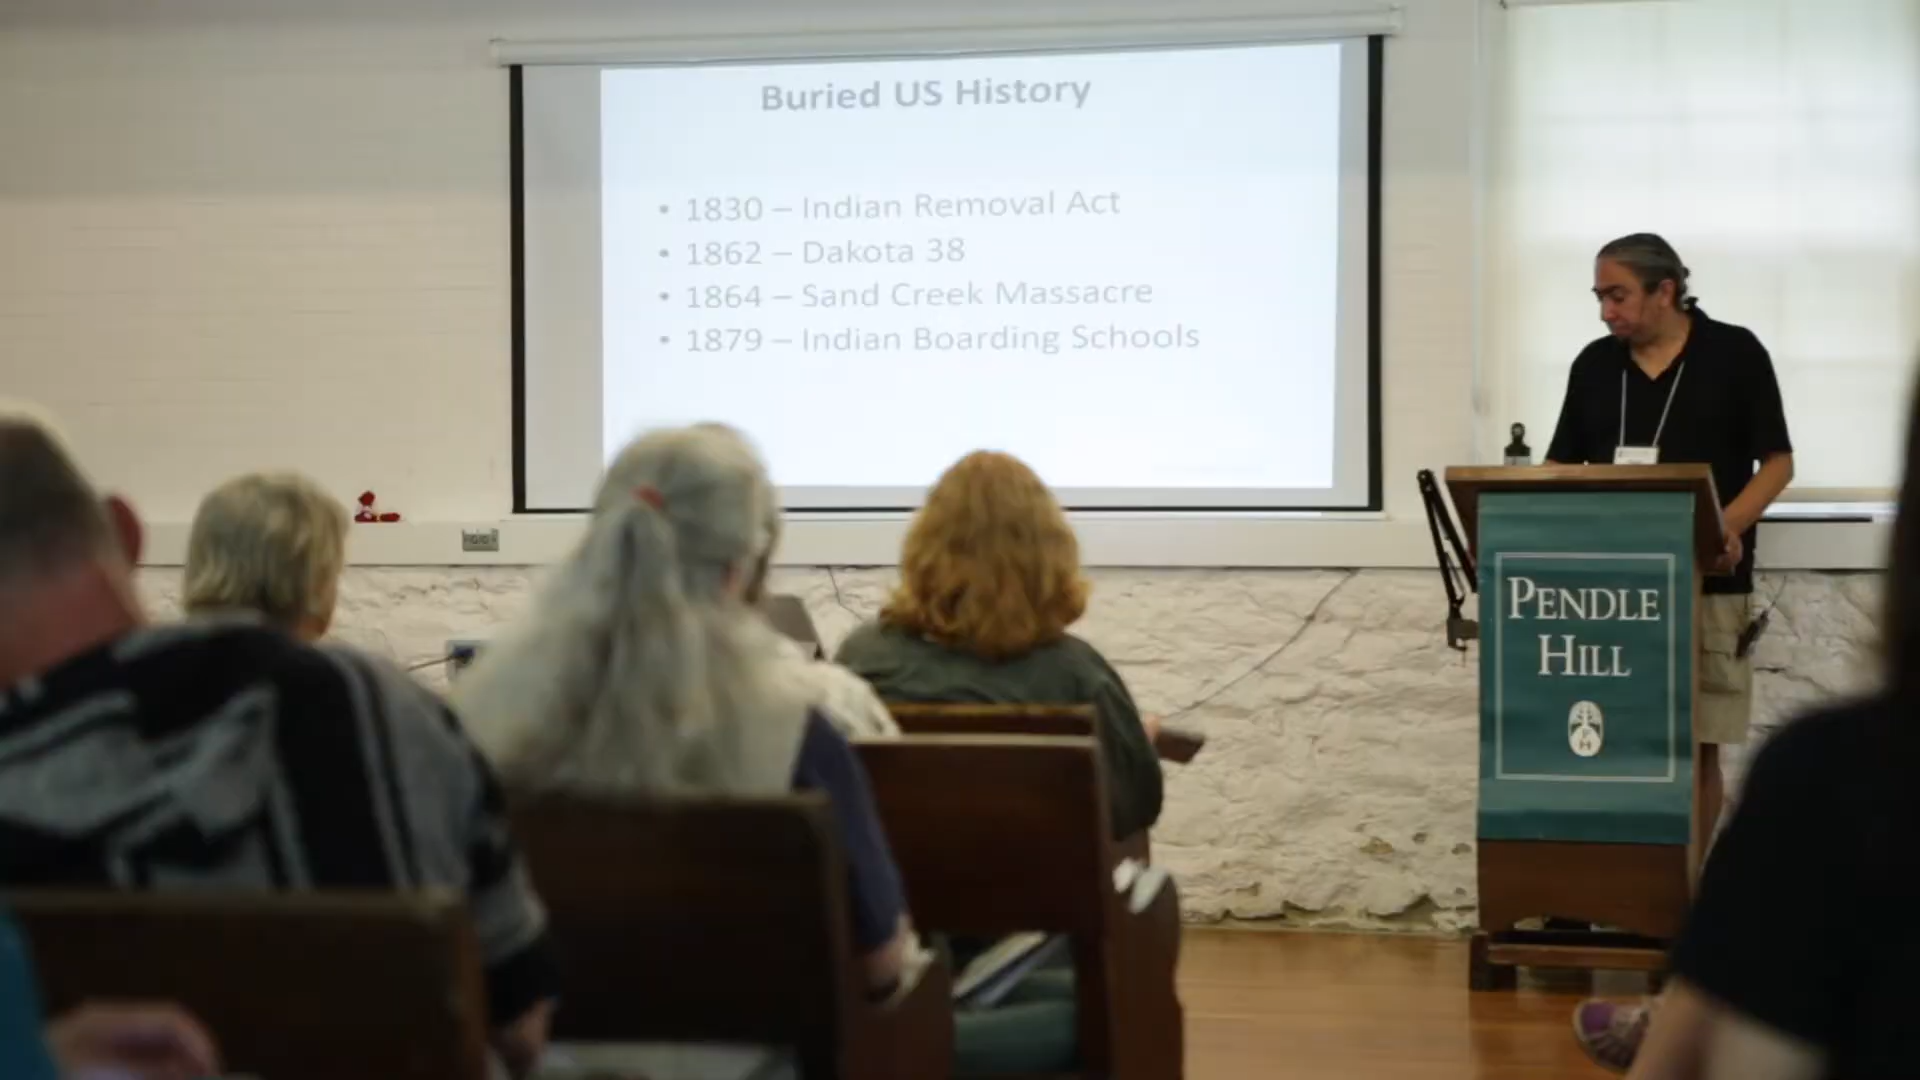 Buried US History
• 1830 – Indian Removal Act
• 1862 – Dakota 38
• 1864 – Sand Creek Massacre
• 1879 – Indian Boarding Schools
PENDLE
HILL